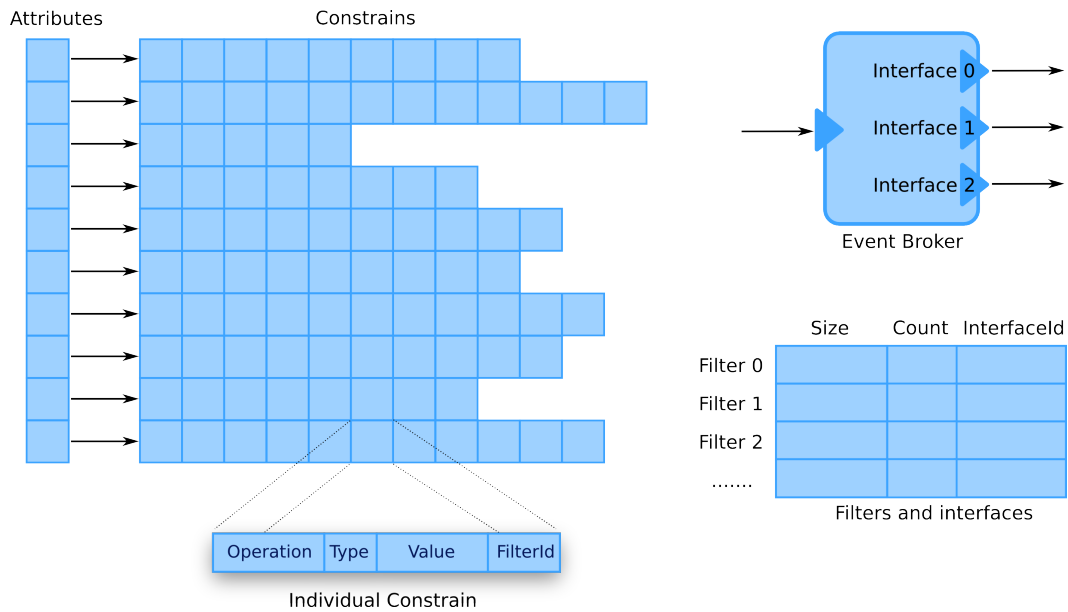 Attributes
Constrains
Interface 0
Interface 1
Interface 2
Event Broker
Size Count InterfaceId
Filter 0
Filter 1
Filter 2
.......
Filters and interfaces
Operation Type Value FilterId
Individual Constrain